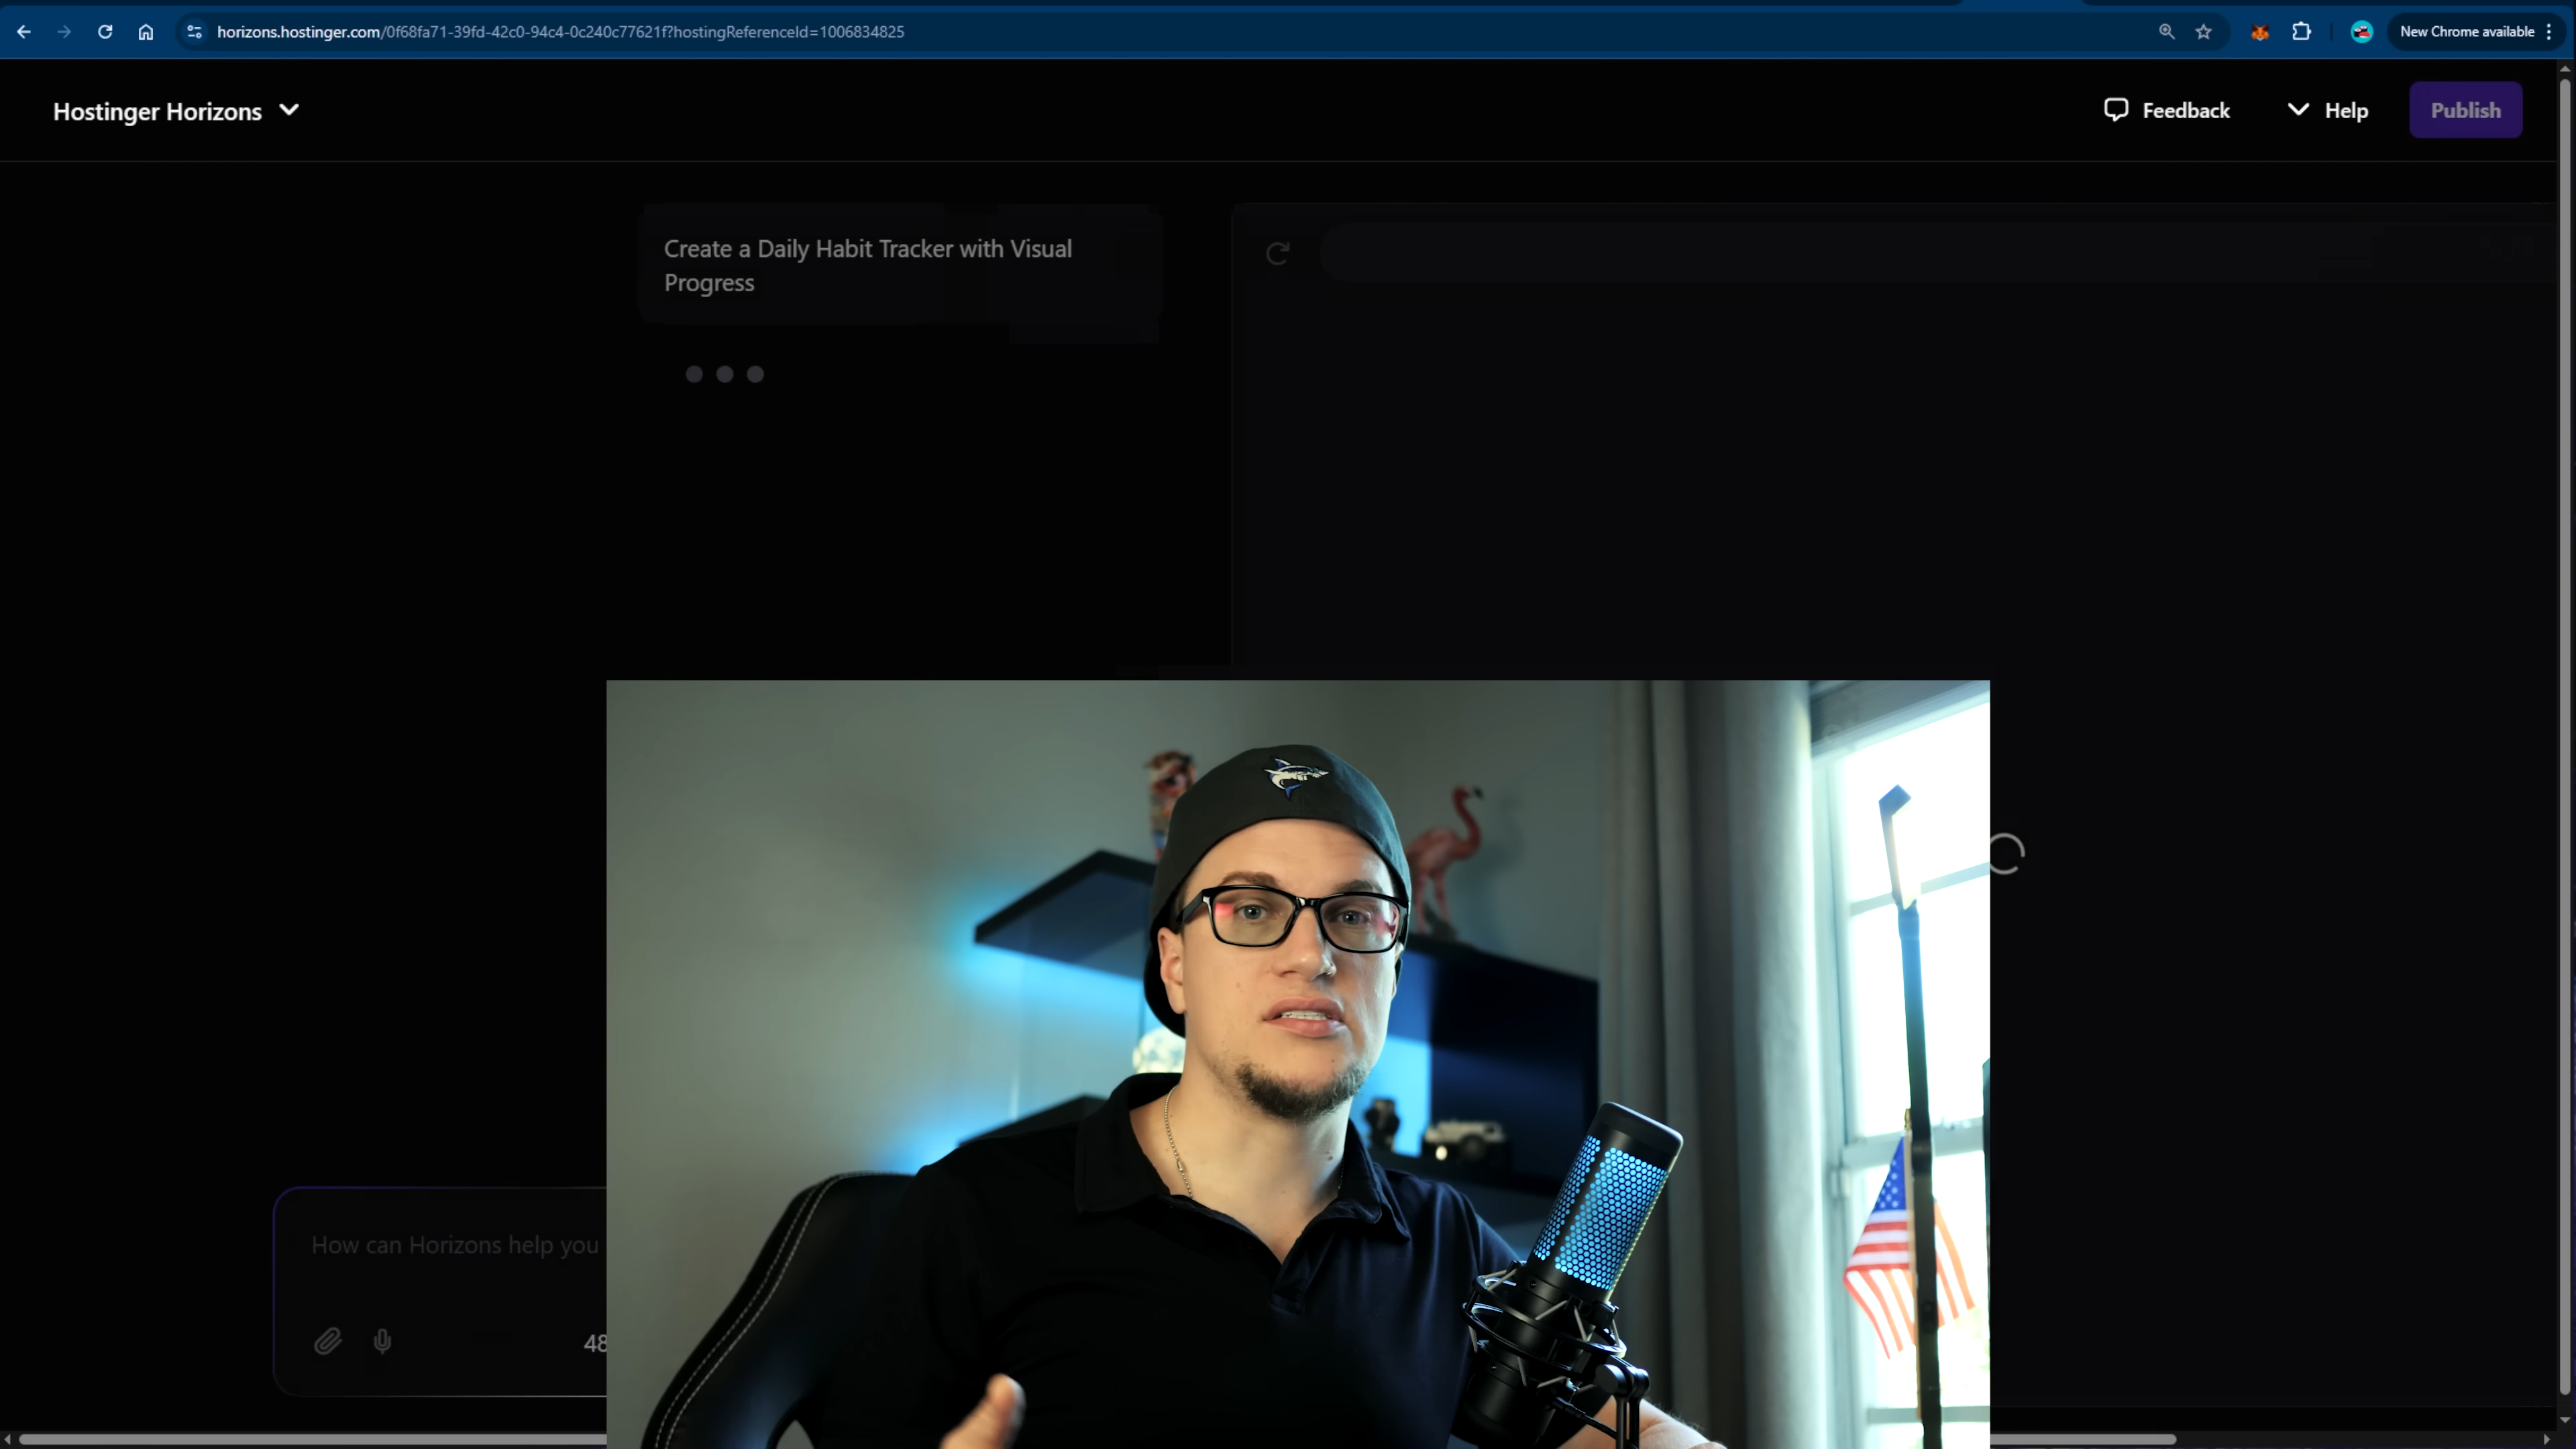 horizons.hostinger.com/0f68fa71-39fd-42c0-94c4-0c240c77621f?hostingReferenceId=1006834825
New Chrome available
Hostinger Horizons
Feedback
Help
Publish
Create a Daily Habit Tracker with Visual
Progress
How can Horizons help you
48